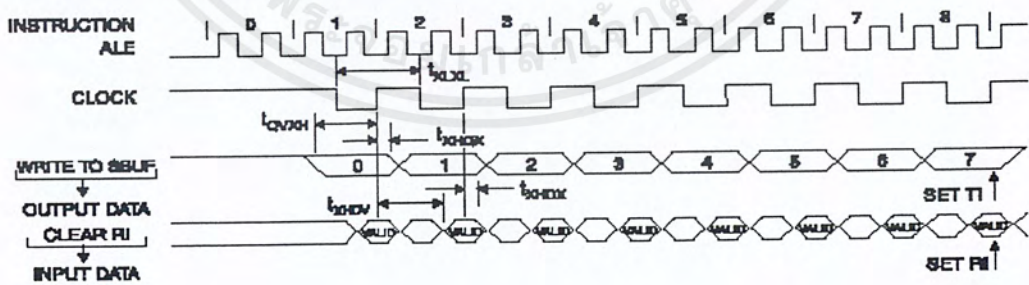 INSTRUCTION 0 1 2 3 4 5 6 7 8
ALE
tXLXL
CLOCK
tQVXH
tXHQX
WRITE TO SBUF 0 1 2 3 4 5 6 7
tXHDV
tXHDX
SET TI
OUTPUT DATA
CLEAR RI VALID VALID VALID VALID VALID VALID VALID VALID
SET RI
INPUT DATA